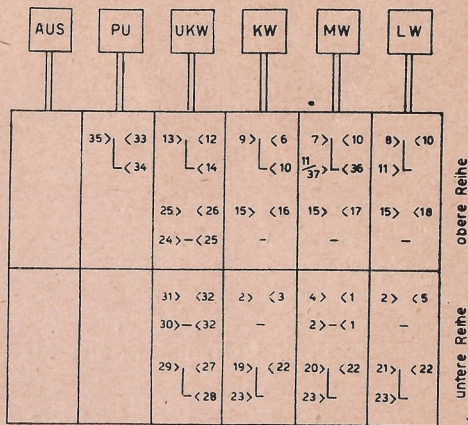 AUS PU UKW KW MW LW
35> <33 13> <12 9> <6 7> <10 8> <10
<34 <14 <10 11/37> <36 11>
25> <26 15> <16 15> <17 15> <18
24>-<25 - - -
obere Reihe
31> <32 2> <3 4> <1 2> <5
30>-<32 - 2>-<1 -
29> <27 19> <22 20> <22 21> <22
<28 23> 23> 23>
untere Reihe